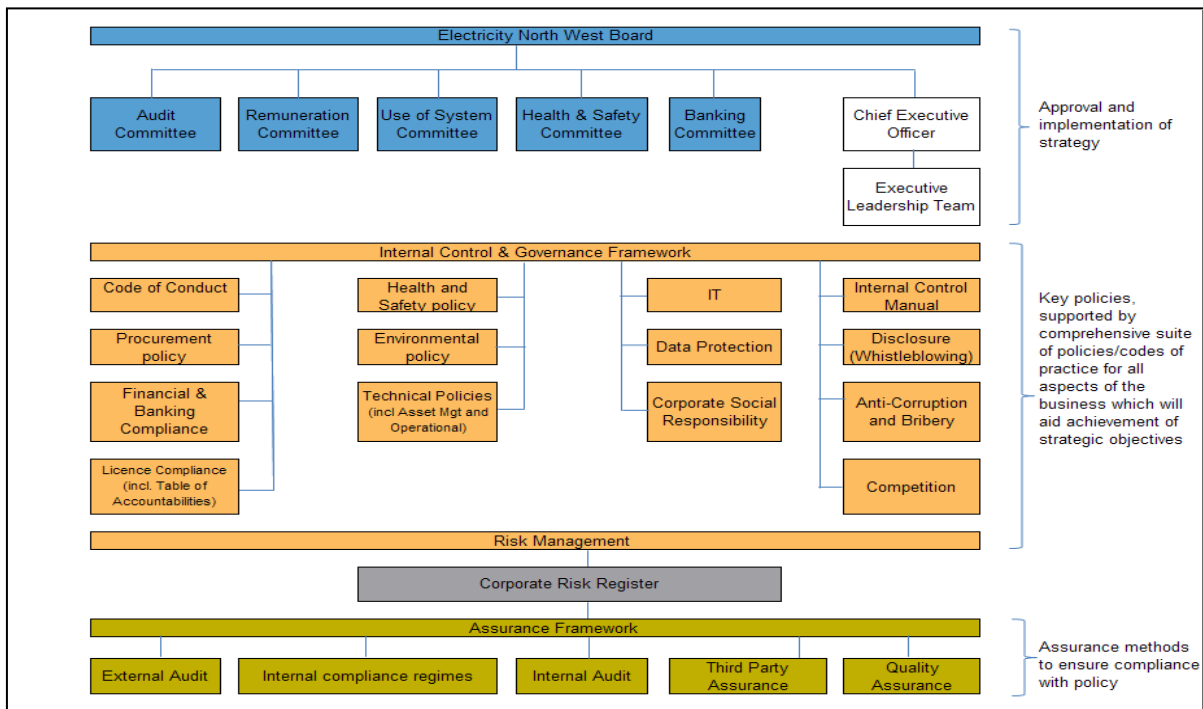 Electricity North West Board
Audit
Committee
Remuneration
Committee
Use of System
Committee
Health & Safety
Committee
Banking
Committee
Chief Executive
Officer
Executive
Leadership Team
Approval and
implementation of
strategy
Internal Control & Governance Framework
Code of Conduct
Procurement
policy
Financial &
Banking
Compliance
Licence Compliance
(incl. Table of
Accountabilities)
Health and
Safety policy
Environmental
policy
Technical Policies
(incl Asset Mgt and
Operational)
IT
Data Protection
Corporate Social
Responsibility
Internal Control
Manual
Disclosure
(Whistleblowing)
Anti-Corruption
and Bribery
Competition
Key policies,
supported by
comprehensive suite
of policies/codes of
practice for all
aspects of the
business which will
aid achievement of
strategic objectives
Risk Management
Corporate Risk Register
Assurance Framework
External Audit
Internal compliance regimes
Internal Audit
Third Party
Assurance
Quality
Assurance
Assurance methods
to ensure compliance
with policy